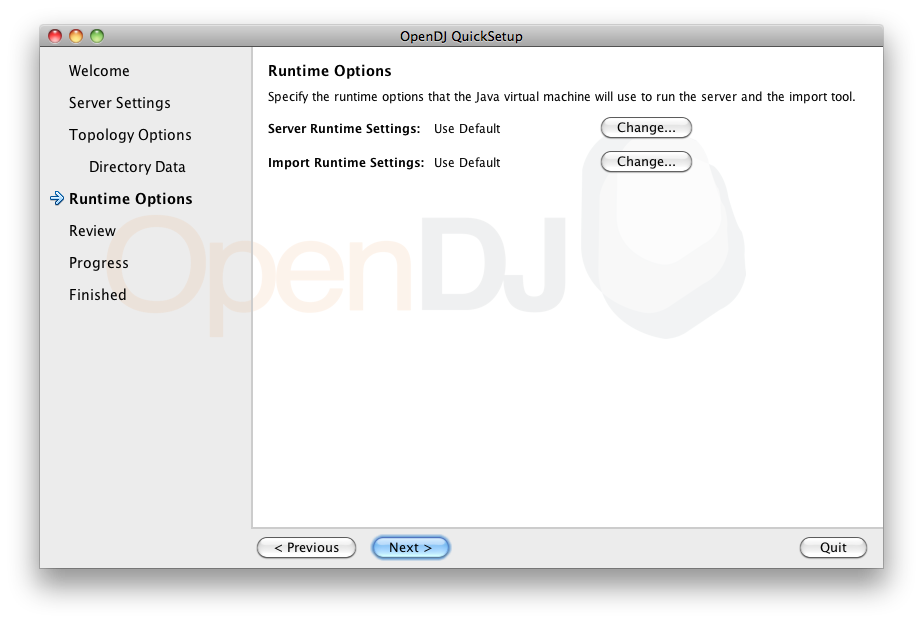 OpenDJ QuickSetup
Welcome
Server Settings
Topology Options
Directory Data
Runtime Options
Review
Progress
Finished
Runtime Options
Specify the runtime options that the Java virtual machine will use to run the server and the import tool.
Server Runtime Settings: Use Default Change...
Import Runtime Settings: Use Default Change...
OpenDJ
< Previous Next > Quit